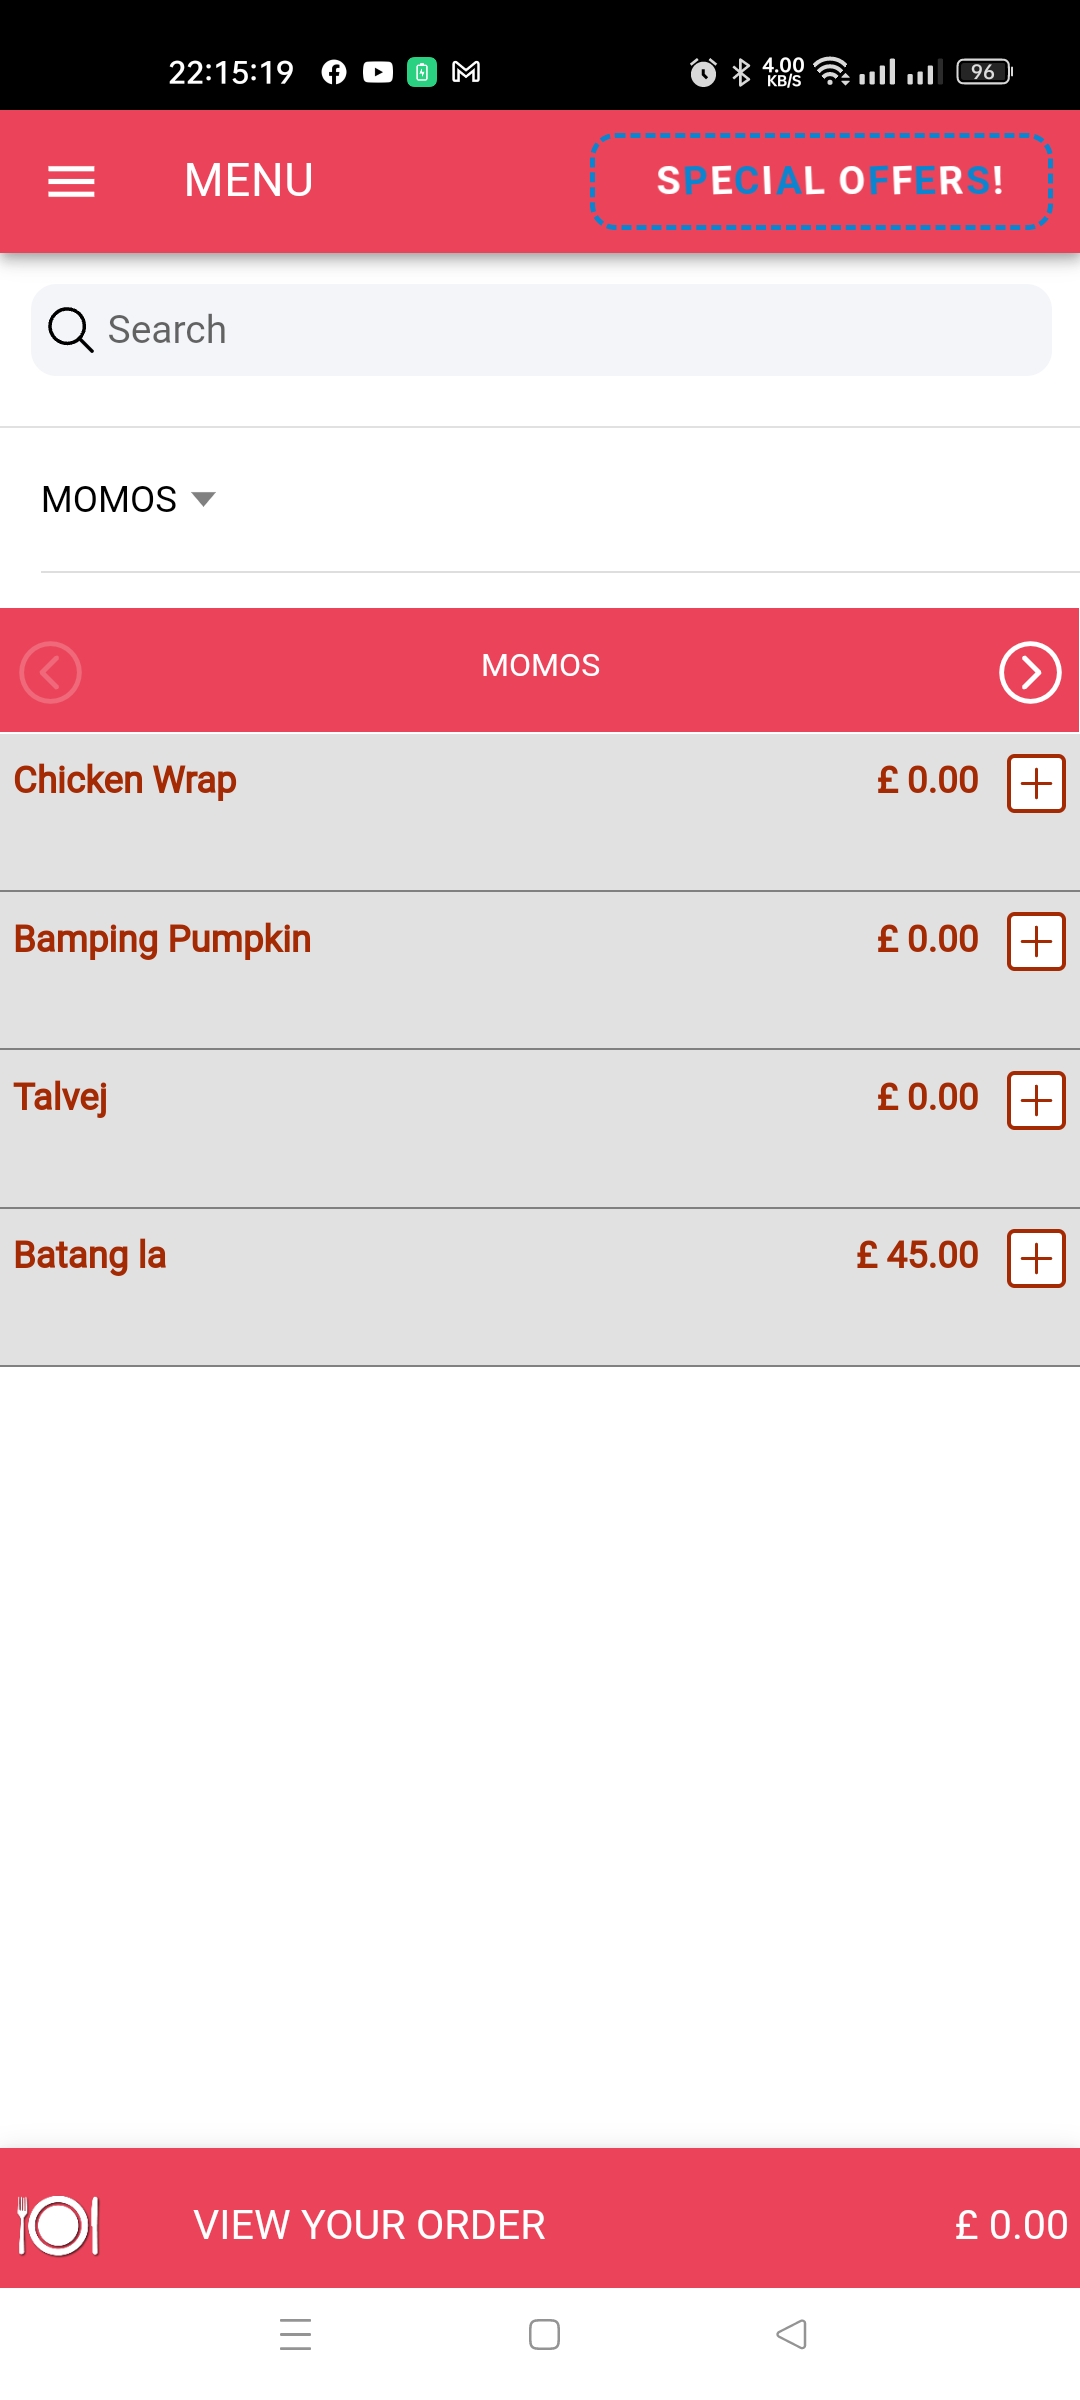 22:15:19 4.00 KB/S 96
MENU SPECIAL OFFERS!
Search
MOMOS
MOMOS
Chicken Wrap £ 0.00
Bamping Pumpkin £ 0.00
Talvej £ 0.00
Batang la £ 45.00
VIEW YOUR ORDER £ 0.00